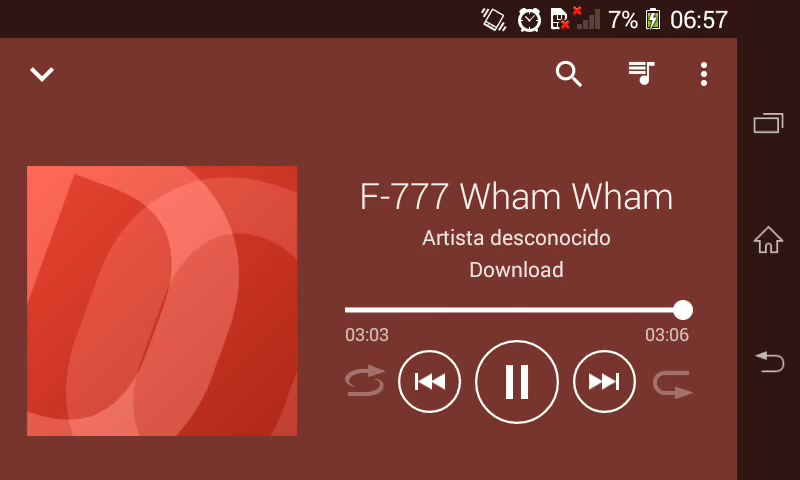 7% 06:57
F-777 Wham Wham
Artista desconocido
Download
03:03 03:06